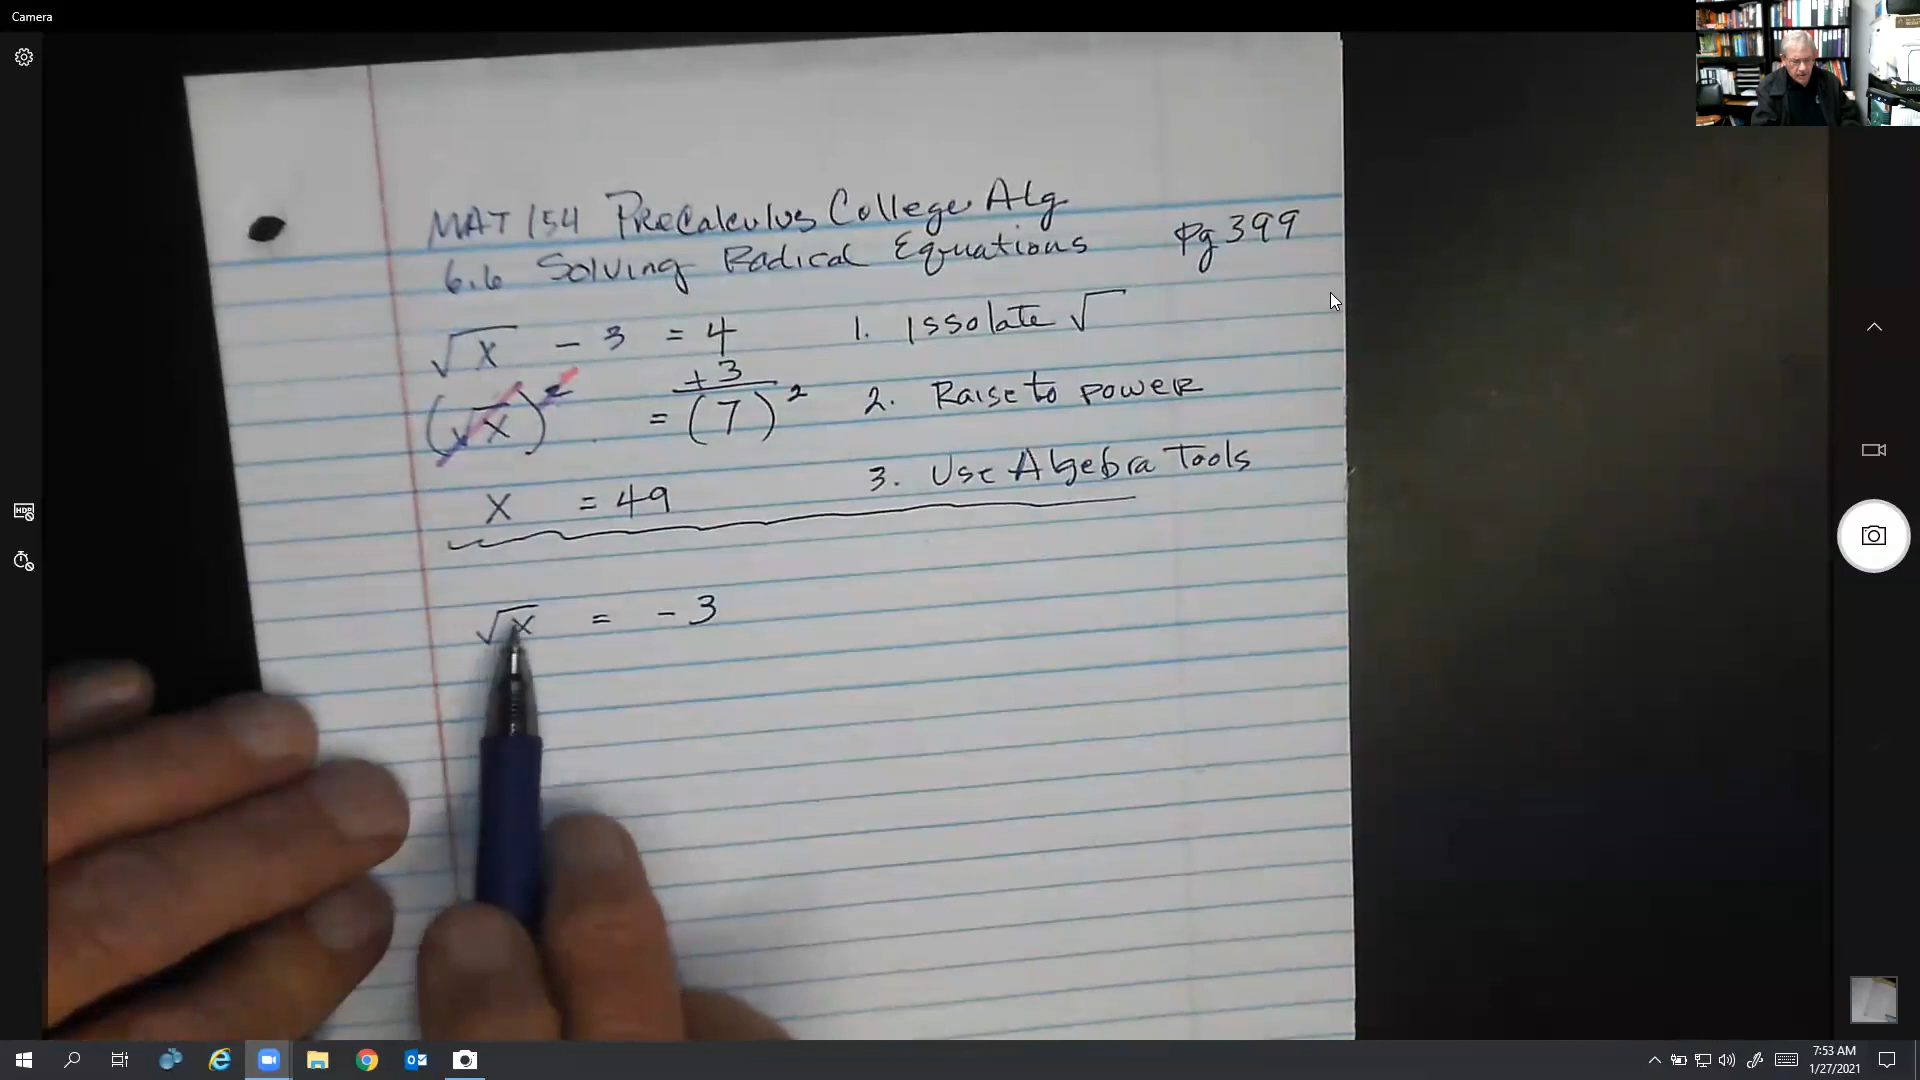 Camera
MAT 154 PreCalculus College Alg
6.6 Solving Radical Equations pg 399
√x - 3 = 4 1. Issolate √
+3
(√x)² = (7)² 2. Raise to power
x = 49 3. Use Algebra Tools
√x = - 3
7:53 AM
1/27/2021